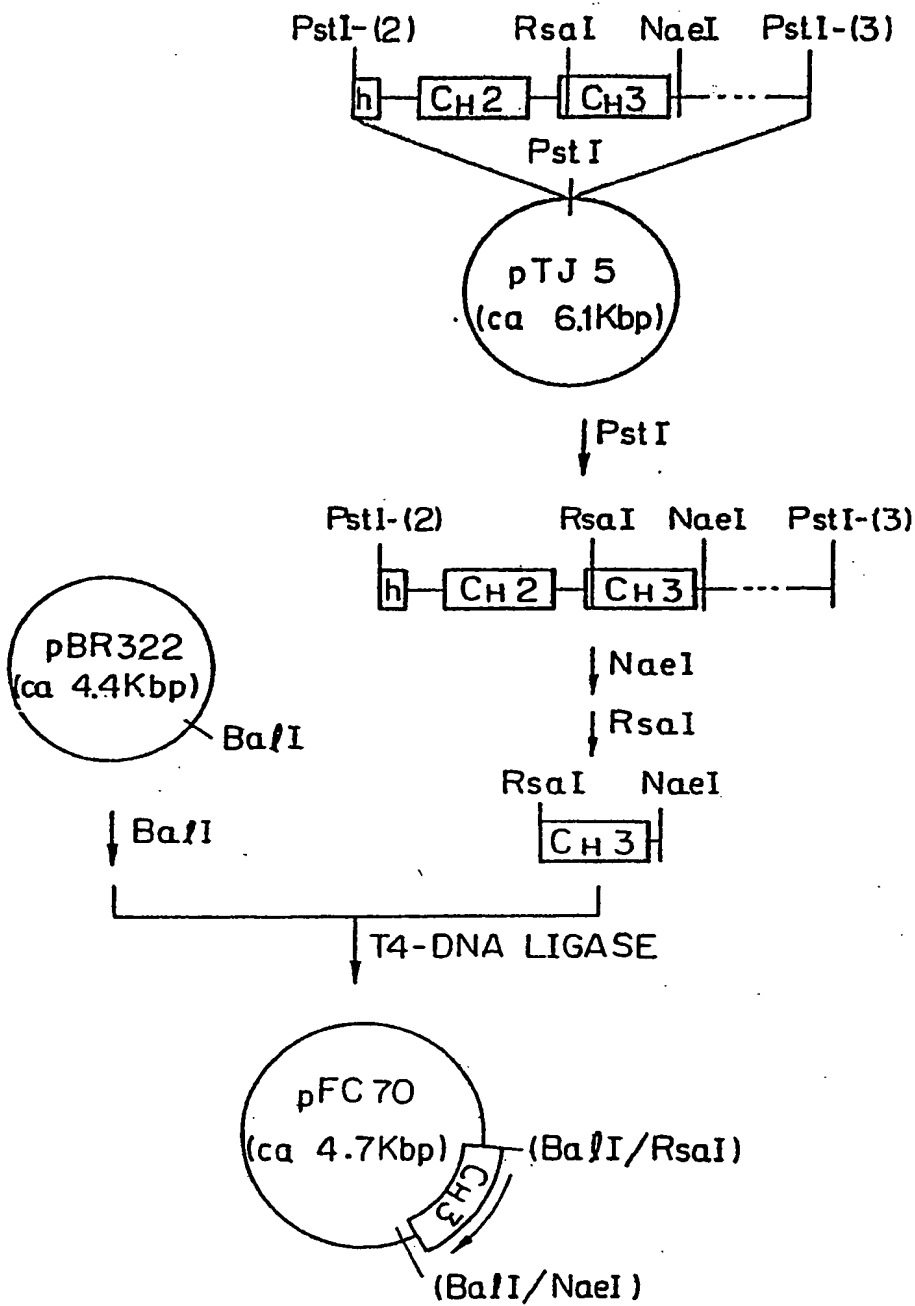 PstI-(2) RsaI NaeI PstI-(3)
h CH2 CH3
PstI
pTJ 5
(ca 6.1Kbp)
PstI
PstI-(2) RsaI NaeI PstI-(3)
h CH2 CH3
pBR322
(ca 4.4Kbp)
BalI
NaeI
RsaI
RsaI NaeI
BalI
CH3
T4-DNA LIGASE
pFC 70
(ca 4.7Kbp)
(BalI/RsaI)
CH3
(BalI/NaeI)